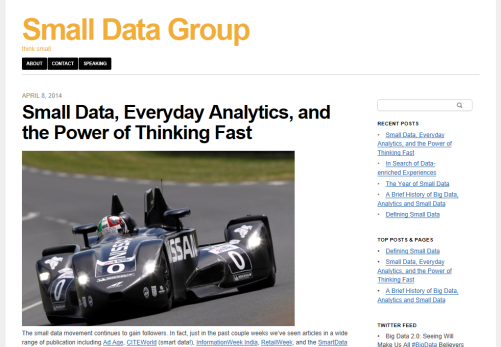 Small Data Group
think small
ABOUT
CONTACT
SPEAKING
APRIL 8, 2014
Small Data, Everyday Analytics, and
the Power of Thinking Fast
NISSAN
0
NISSAN
0
The small data movement continues to gain followers. In fact, just in the past couple weeks we've seen articles in a wide
range of publication including Ad Age, CITEWorld (smart data!), InformationWeek India, RetailWeek, and the SmartData
RECENT POSTS
• Small Data, Everyday
Analytics, and the Power of
Thinking Fast
• In Search of Data-
enriched Experiences
• The Year of Small Data
• A Brief History of Big Data,
Analytics and Small Data
• Defining Small Data
TOP POSTS & PAGES
• Defining Small Data
• Small Data, Everyday
Analytics, and the Power of
Thinking Fast
• A Brief History of Big Data,
Analytics and Small Data
TWITTER FEED
• Big Data 2.0: Seeing Will
Make Us All #BigData Believers